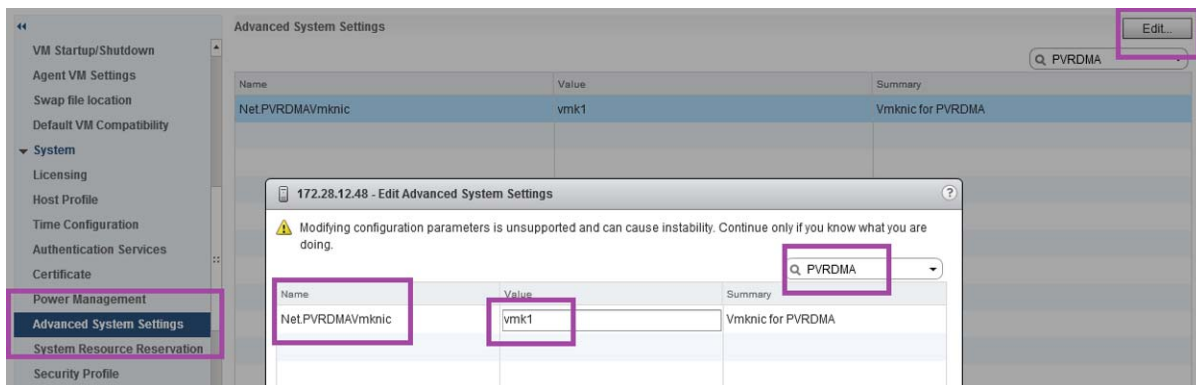 VM Startup/Shutdown
Agent VM Settings
Swap file location
Default VM Compatibility
System
Licensing
Host Profile
Time Configuration
Authentication Services
Certificate
Power Management
Advanced System Settings
System Resource Reservation
Security Profile
Advanced System Settings
Edit...
PVRDMA
Name Value Summary
Net.PVRDMAVmknic vmk1 Vmknic for PVRDMA
172.28.12.48 - Edit Advanced System Settings ?
Modifying configuration parameters is unsupported and can cause instability. Continue only if you know what you are
doing.
PVRDMA
Name Value Summary
Net.PVRDMAVmknic vmk1 Vmknic for PVRDMA